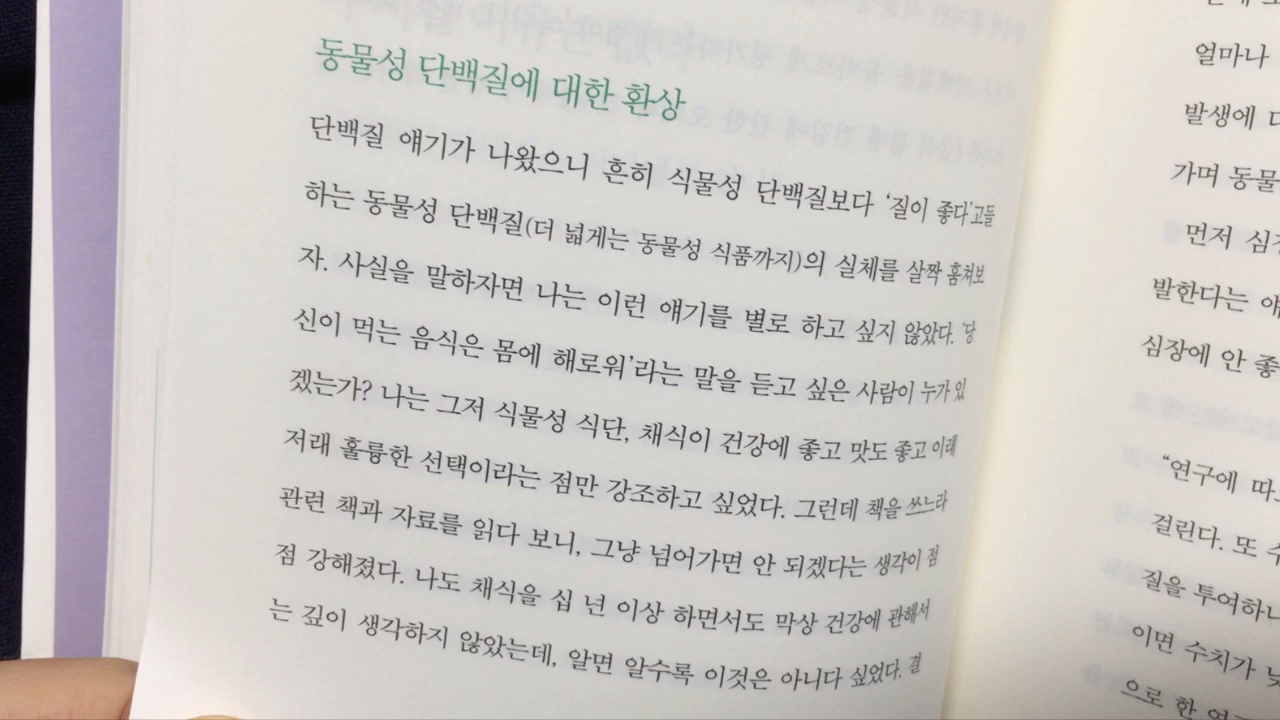 동물성 단백질에 대한 환상
단백질 얘기가 나왔으니 흔히 식물성 단백질보다 ‘질이 좋다’고들
하는 동물성 단백질(더 넓게는 동물성 식품까지)의 실체를 살짝 훔쳐보
자. 사실을 말하자면 나는 이런 얘기를 별로 하고 싶지 않았다. ‘당
신이 먹는 음식은 몸에 해로워’라는 말을 듣고 싶은 사람이 누가 있
겠는가? 나는 그저 식물성 식단, 채식이 건강에 좋고 맛도 좋고 이래
저래 훌륭한 선택이라는 점만 강조하고 싶었다. 그런데 책을 쓰느라
관련 책과 자료를 읽다 보니, 그냥 넘어가면 안 되겠다는 생각이 점
점 강해졌다. 나도 채식을 십 년 이상 하면서도 막상 건강에 관해서
는 깊이 생각하지 않았는데, 알면 알수록 이것은 아니다 싶었다. 결
얼마나
발생에
가며 동물
먼저
발한다는
심장에 안 좋
“연구에
걸린다. 또
질을 투여하
이면 수치가
으로 한